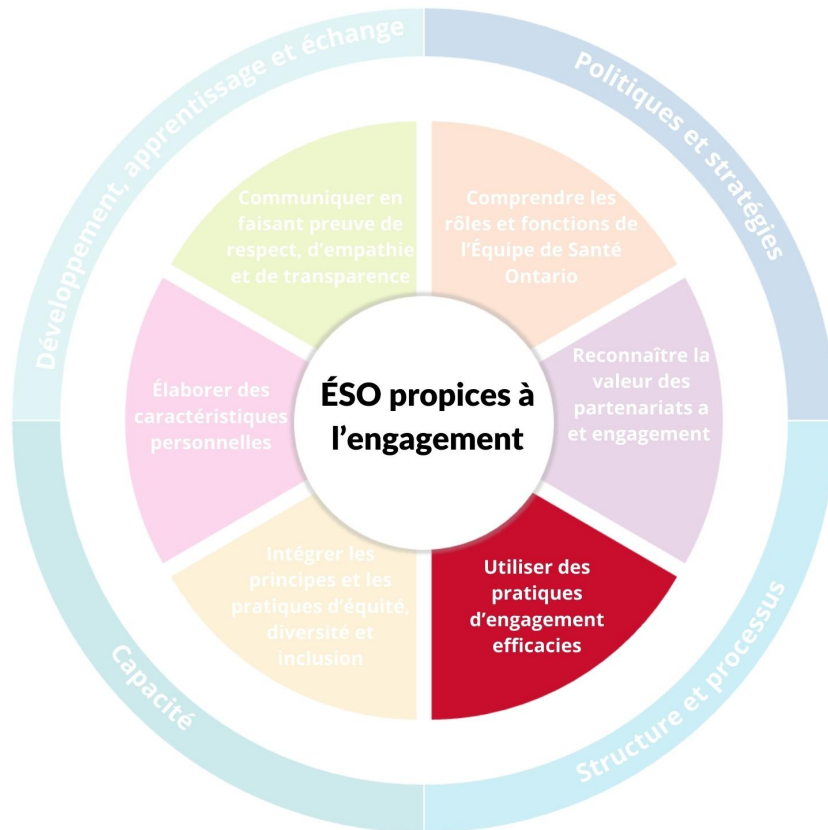 Développement, apprentissage et échange
Politiques et stratégies
Communiquer en
faisant preuve de
respect, d'empathie
et de transparence
Comprendre les
rôles et fonctions de
l'Équipe de Santé
Ontario
Élaborer des
caractéristiques
personnelles
ÉSO propices à
l'engagement
Reconnaître la
valeur des
partenariats a
et engagement
Intégrer les
principes et les
pratiques d'équité,
diversité et
inclusion
Utiliser des
pratiques
d'engagement
efficacies
Capacité
Structure et processus